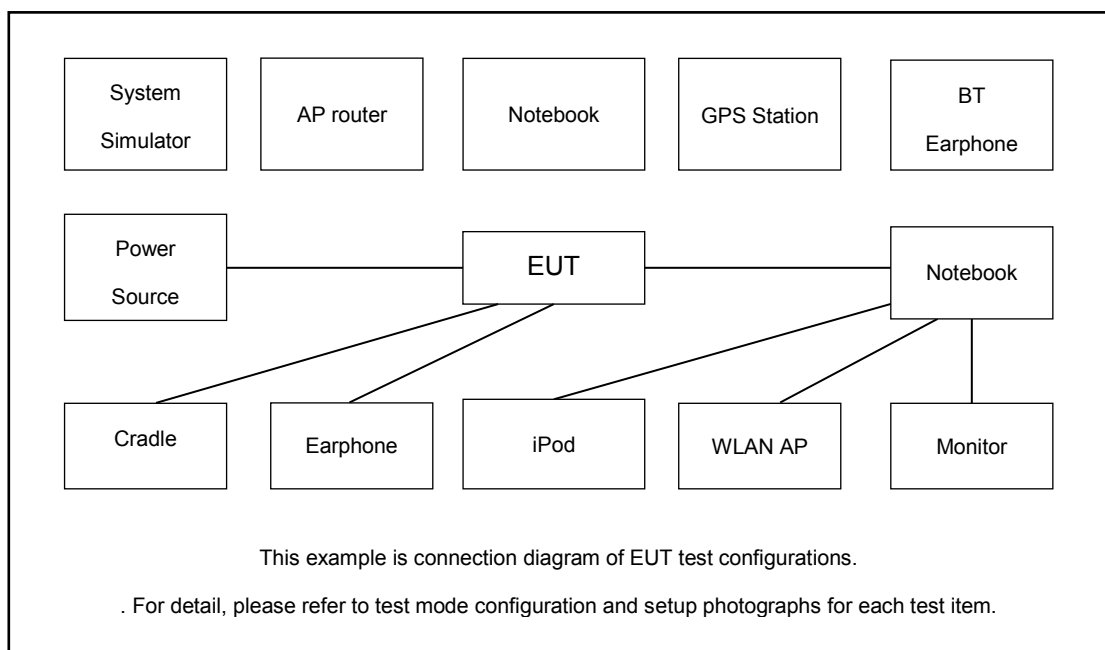 System
Simulator
AP router
Notebook
GPS Station
BT
Earphone
Power
Source
EUT
Notebook
Cradle
Earphone
iPod
WLAN AP
Monitor
This example is connection diagram of EUT test configurations.
. For detail, please refer to test mode configuration and setup photographs for each test item.